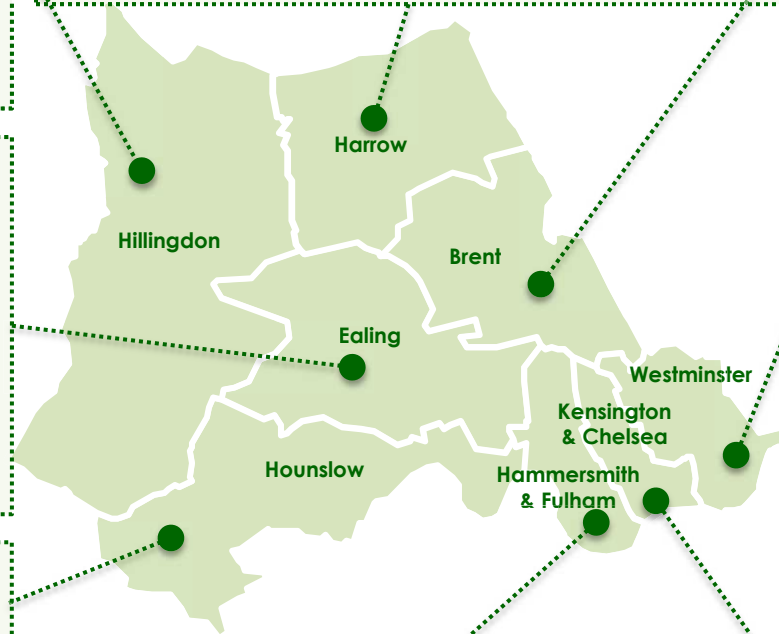 Harrow
Hillingdon
Brent
Ealing
Westminster
Kensington
& Chelsea
Hounslow
Hammersmith
& Fulham